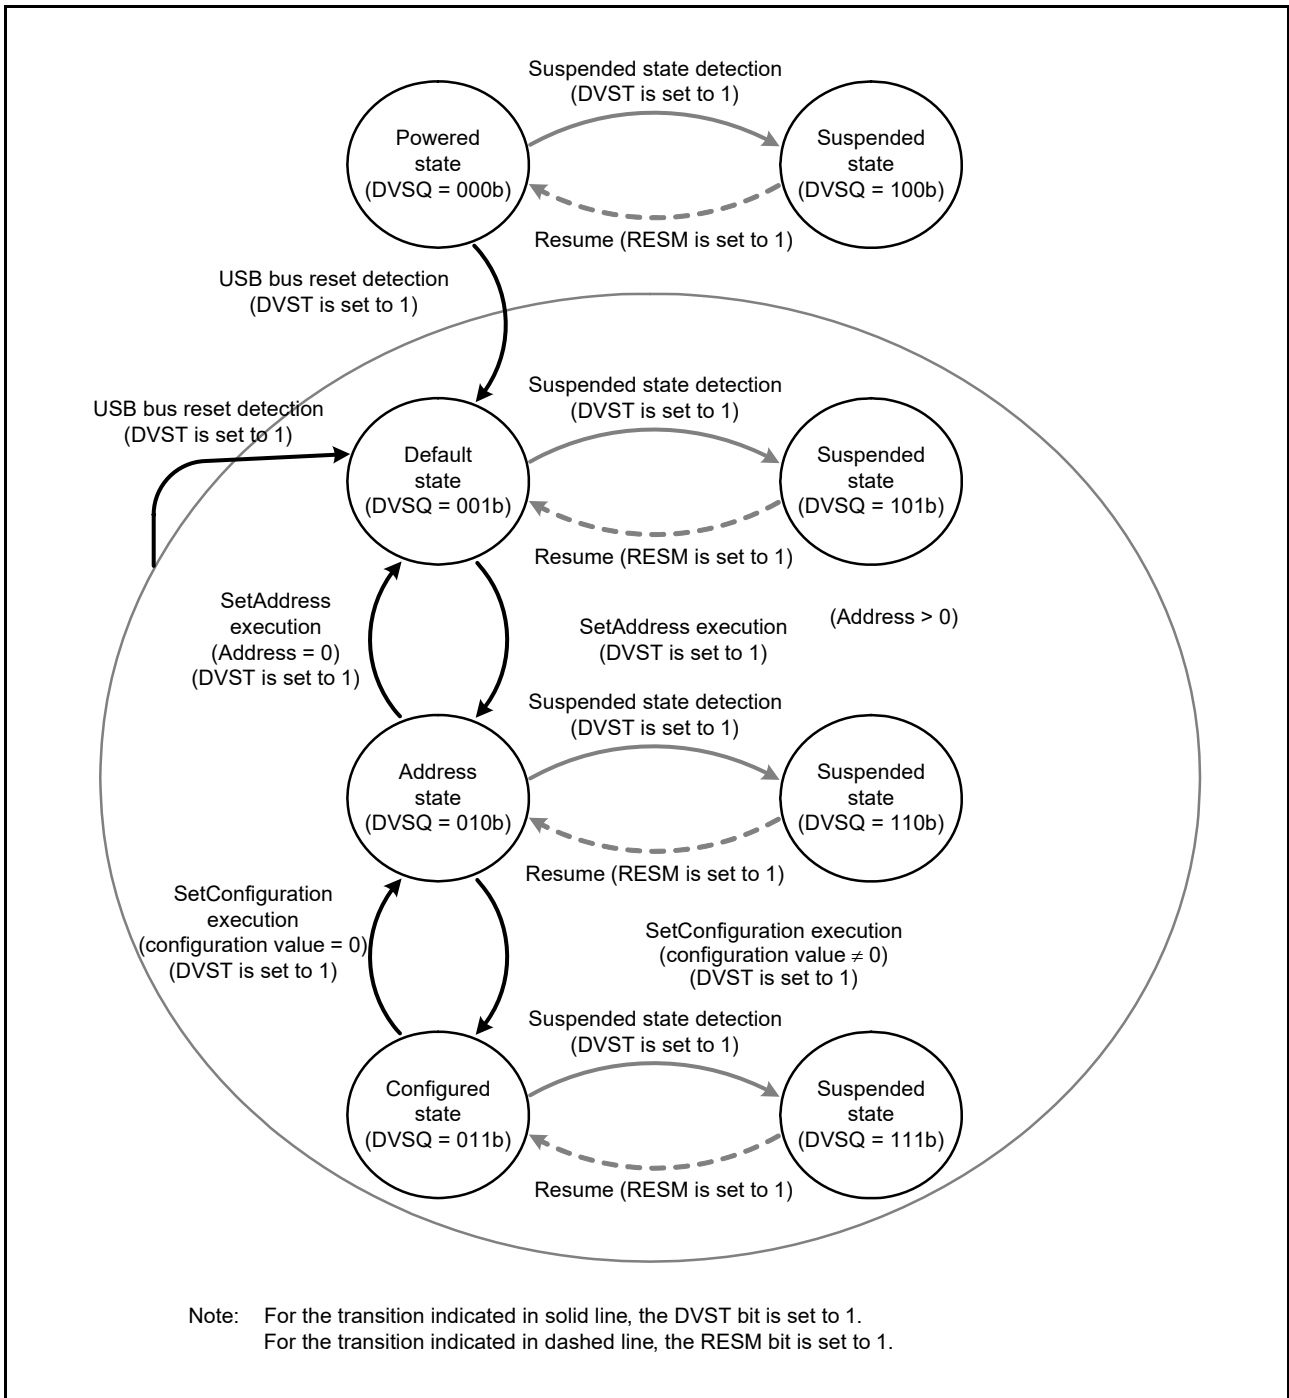 Suspended state detection
(DVST is set to 1)
Powered
state
(DVSQ = 000b)
Suspended
state
(DVSQ = 100b)
Resume (RESM is set to 1)
USB bus reset detection
(DVST is set to 1)
Suspended state detection
(DVST is set to 1)
USB bus reset detection
(DVST is set to 1)
Default
state
(DVSQ = 001b)
Suspended
state
(DVSQ = 101b)
Resume (RESM is set to 1)
SetAddress
execution
(Address = 0)
(DVST is set to 1)
SetAddress execution
(DVST is set to 1)
(Address > 0)
Suspended state detection
(DVST is set to 1)
Address
state
(DVSQ = 010b)
Suspended
state
(DVSQ = 110b)
Resume (RESM is set to 1)
SetConfiguration
execution
(configuration value = 0)
(DVST is set to 1)
SetConfiguration execution
(configuration value ≠ 0)
(DVST is set to 1)
Suspended state detection
(DVST is set to 1)
Configured
state
(DVSQ = 011b)
Suspended
state
(DVSQ = 111b)
Resume (RESM is set to 1)
Note: For the transition indicated in solid line, the DVST bit is set to 1.
For the transition indicated in dashed line, the RESM bit is set to 1.